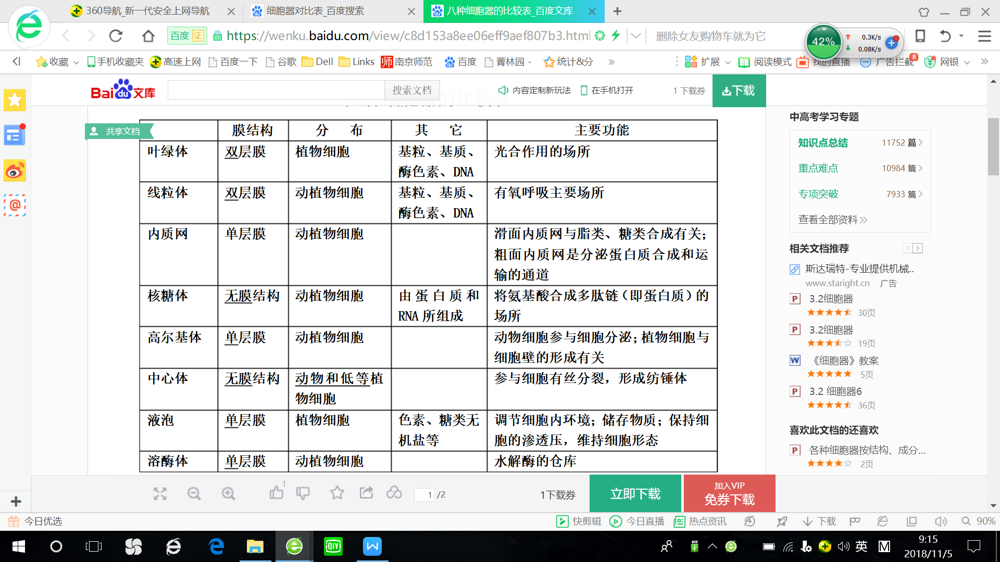 360导航_新一代安全上网导航
细胞器对比表_百度搜索
八种细胞器的比较表_百度文库
百度 证
https://wenku.baidu.com/view/c8d153a8ee06eff9aef807b3.html
删除女友购物车就为它
42%
0.3K/s
0.08K/s
收藏
手机收藏夹
高速上网
百度一下
谷歌
Dell
Links
南京师范
百度
菁林园 -
统计&分
扩展
阅读模式
我的直播
广告拦截
8
网银
Bai du 文库
搜索文档
内容定制新玩法
在手机打开
1 下载券
下载
共享文档
膜结构 分 布 其 它 主要功能
叶绿体 双层膜 植物细胞 基粒、基质、 光合作用的场所
酶色素、DNA
线粒体 双层膜 动植物细胞 基粒、基质、 有氧呼吸主要场所
酶色素、DNA
内质网 单层膜 动植物细胞 滑面内质网与脂类、糖类合成有关;
粗面内质网是分泌蛋白质合成和运
输的通道
核糖体 无膜结构 动植物细胞 由蛋白质和 将氨基酸合成多肽链(即蛋白质)的
RNA 所组成 场所
高尔基体 单层膜 动植物细胞 动物细胞参与细胞分泌;植物细胞与
细胞壁的形成有关
中心体 无膜结构 动物和低等植 参与细胞有丝分裂，形成纺锤体
物细胞
液泡 单层膜 植物细胞 色素、糖类无 调节细胞内环境；储存物质；保持细
机盐等 胞的渗透压，维持细胞形态
溶酶体 单层膜 动植物细胞 水解酶的仓库
中高考学习专题
知识点总结 11752 篇
重点难点 10984 篇
专项突破 7933 篇
查看全部资料
相关文档推荐
斯达瑞特-专业提供机械..
www.staright.cn 广告
P 3.2细胞器
30页
P 3.2细胞器
19页
W 《细胞器》教案
5页
P 3.2 细胞器6
36页
喜欢此文档的还喜欢
P 各种细胞器按结构、成分...
2页
1
1 /2
1下载券
立即下载
加入VIP
免券下载
今日优选
快剪辑
今日直播
热点资讯
下载
90%
iQIYI
W
英
M
9:15
2018/11/5